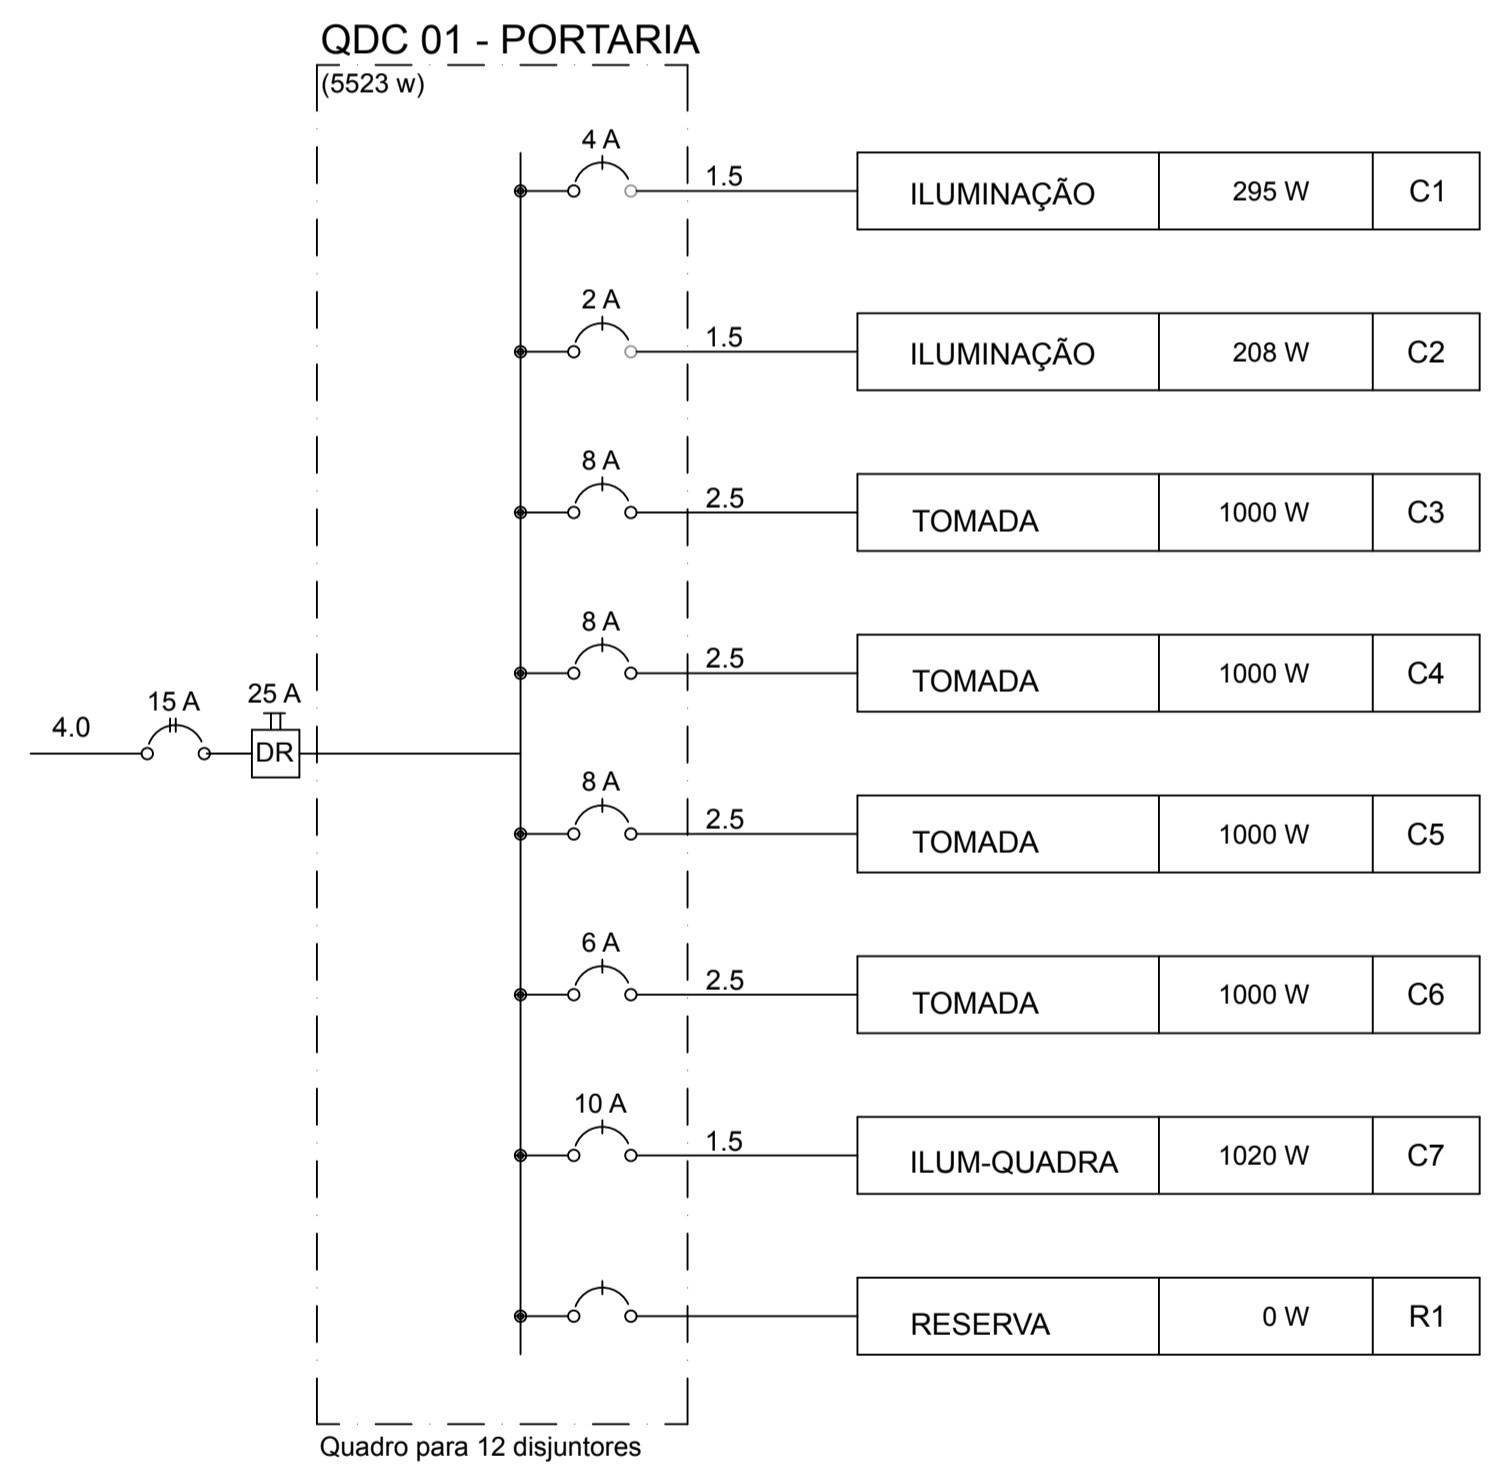 QDC 01 - PORTARIA
(5523 w)
4 A
1.5
ILUMINAÇÃO 295 W C1
2 A
1.5
ILUMINAÇÃO 208 W C2
8 A
2.5
TOMADA 1000 W C3
8 A
2.5
TOMADA 1000 W C4
4.0
15 A
25 A
DR
8 A
2.5
TOMADA 1000 W C5
6 A
2.5
TOMADA 1000 W C6
10 A
1.5
ILUM-QUADRA 1020 W C7
RESERVA 0 W R1
Quadro para 12 disjuntores